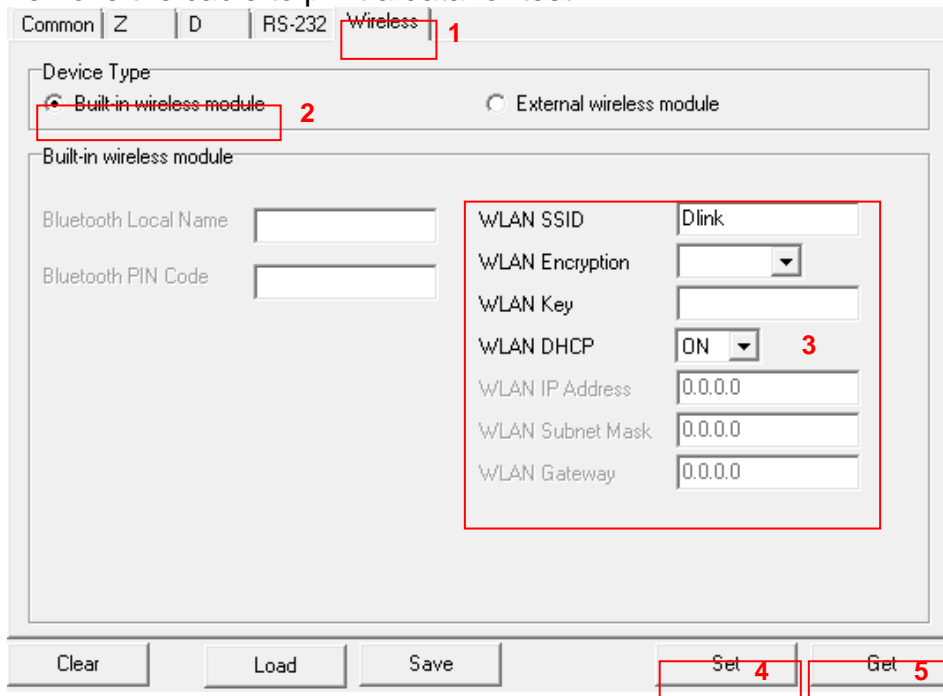 Common Z D RS-232 Wireless 1
Device Type
Built-in wireless module 2 External wireless module
Built-in wireless module
Bluetooth Local Name
Bluetooth PIN Code
WLAN SSID Dlink
WLAN Encryption
WLAN Key
WLAN DHCP ON 3
WLAN IP Address 0.0.0.0
WLAN Subnet Mask 0.0.0.0
WLAN Gateway 0.0.0.0
Clear Load Save Set 4 Get 5